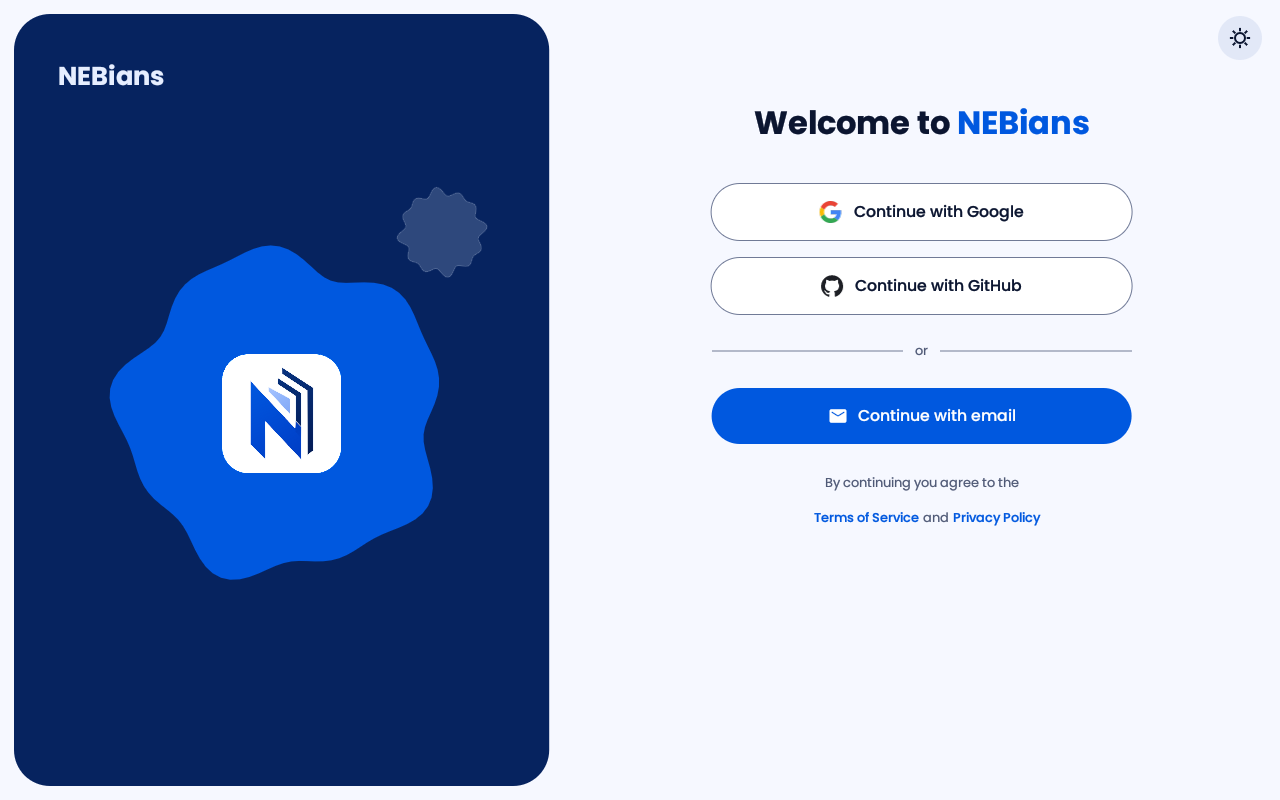 NEBians
Welcome to NEBians
Continue with Google
Continue with GitHub
or
Continue with email
By continuing you agree to the
Terms of Service and Privacy Policy